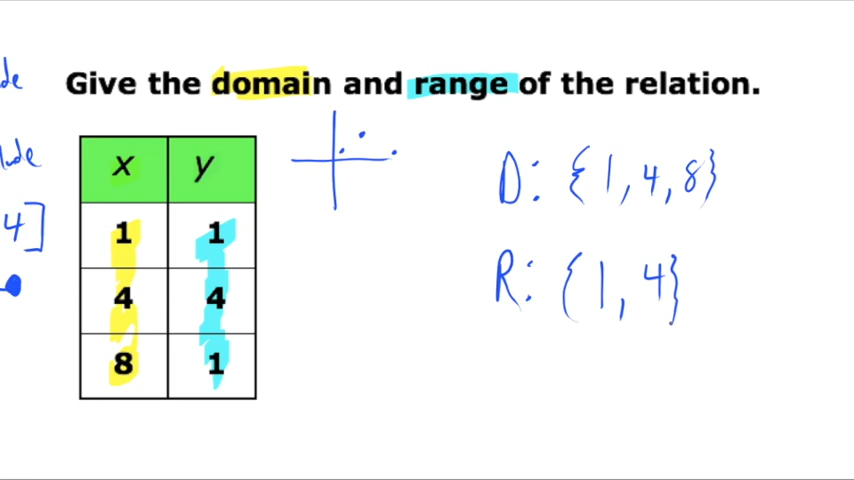 Give the domain and range of the relation.
x y
1 1
4 4
8 1
D: {1, 4, 8}
R: {1, 4}
4]